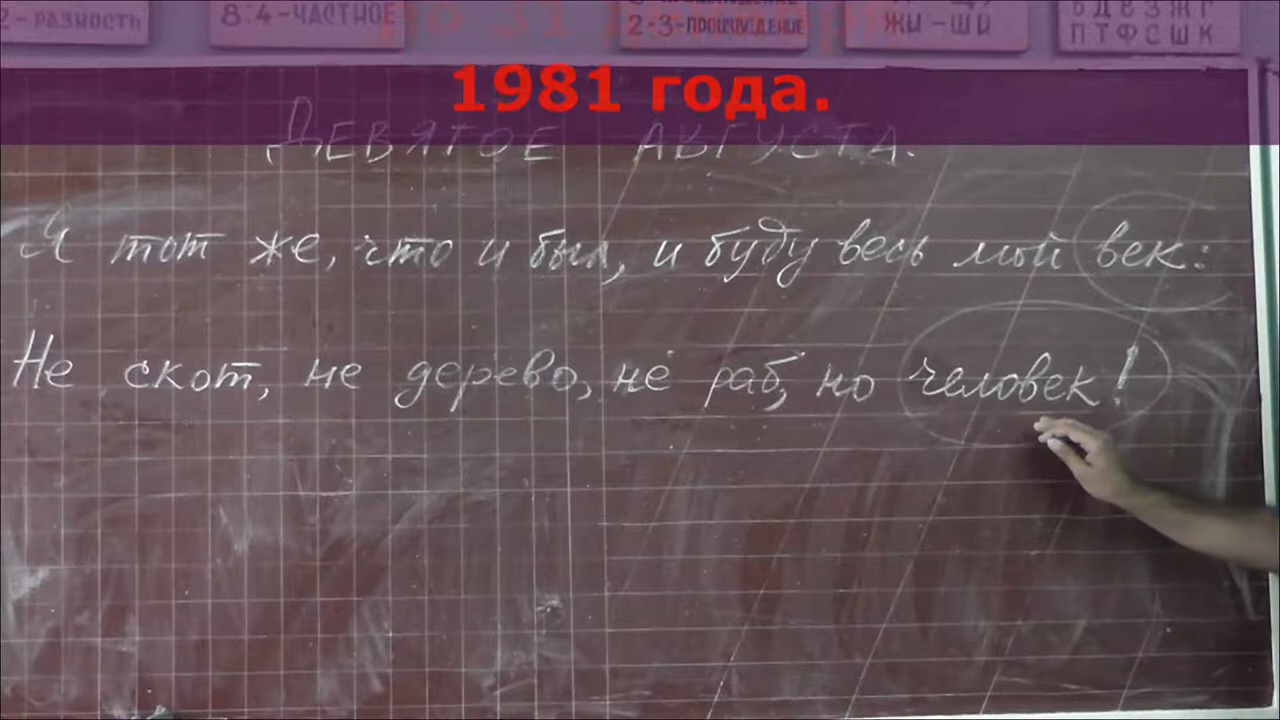 2-РАЗНОСТЬ
8:4-ЧАСТНОЕ
2·3-ПРОИЗВЕДЕНИЕ
ЖИ-ШИ
Б Д В З Ж Г
П Т Ф С Ш К
1981 года.
ДЕВЯТОЕ АВГУСТА.
Я тот же, что и был, и буду весь мой век:
Не скот, не дерево, не раб, но человек!